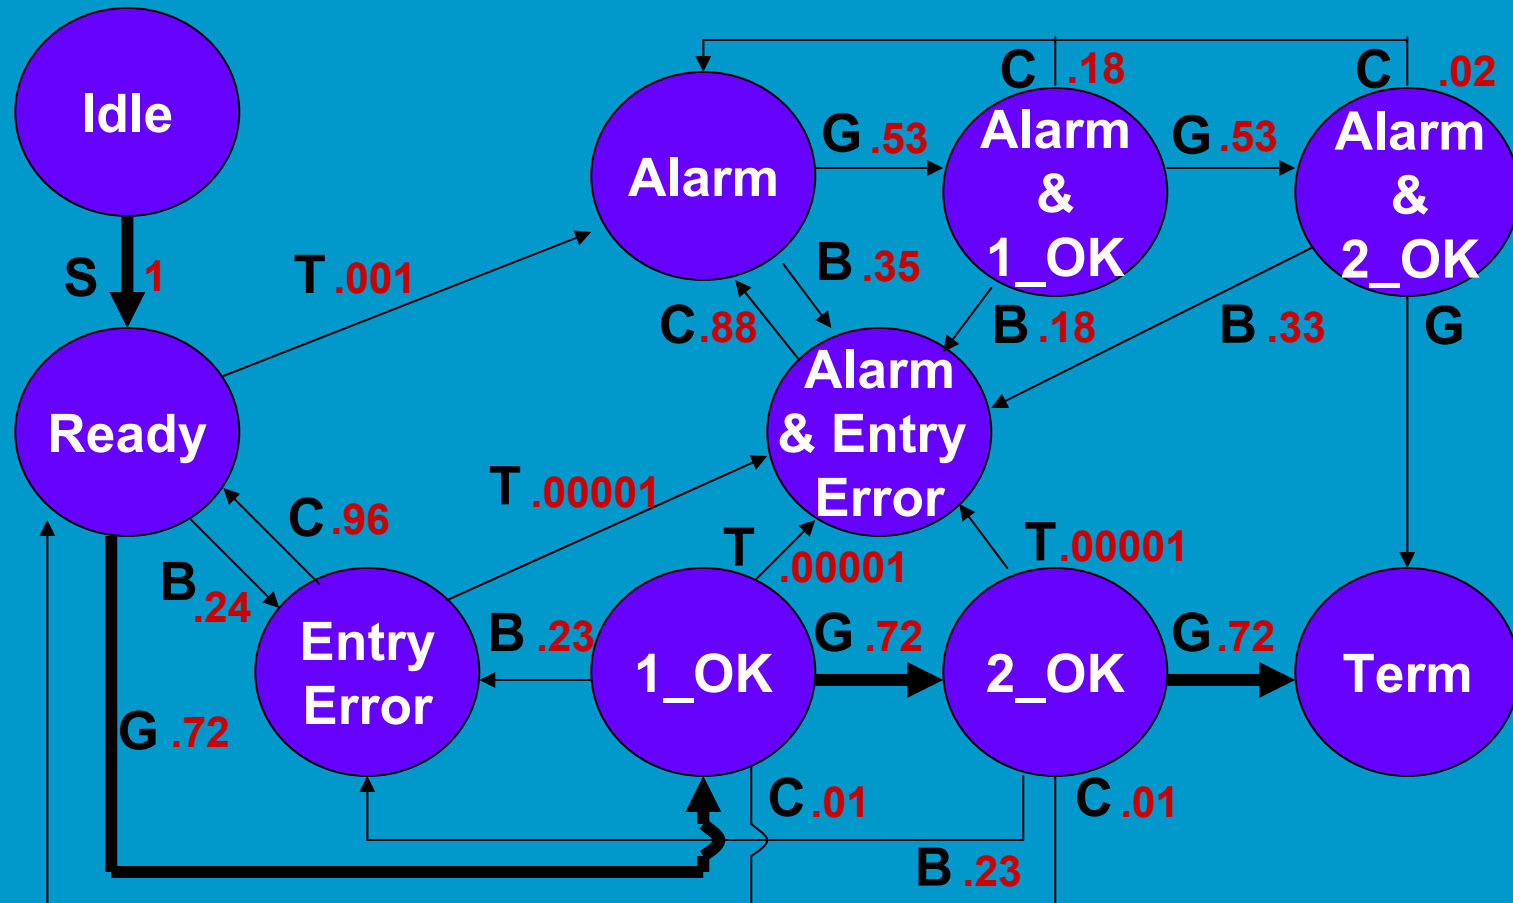 Idle
C .18
C .02
Alarm
G .53
Alarm
&
1_OK
G .53
Alarm
&
2_OK
S 1
T .001
B .35
C .88
B .18
B .33
G
Ready
Alarm
& Entry
Error
C .96
T .00001
T .00001
T .00001
B .24
Entry
Error
B .23
1_OK
G .72
2_OK
G .72
Term
G .72
C .01
C .01
B .23